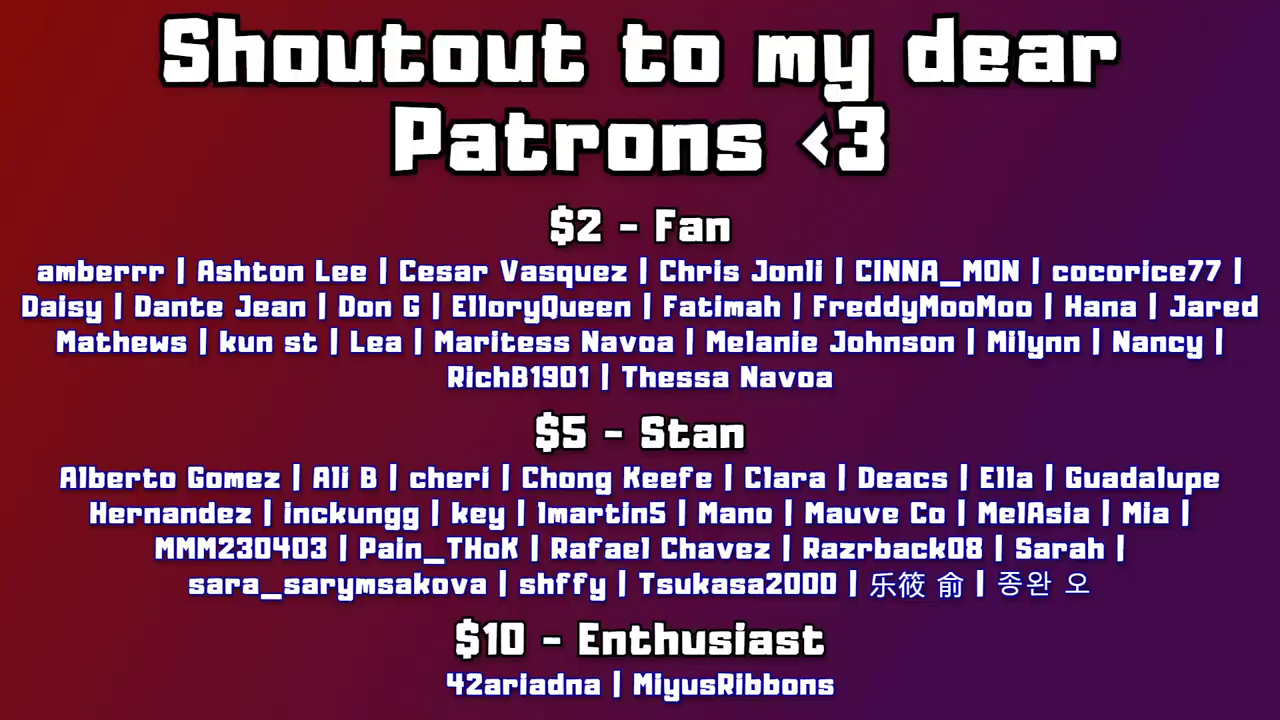 Shoutout to my dear
Patrons <3
$2 - Fan
amberrr | Ashton Lee | Cesar Vasquez | Chris Jonli | CINNA_MON | cocorice77 |
Daisy | Dante Jean | Don G | ElloryQueen | Fatimah | FreddyMooMoo | Hana | Jared
Mathews | kun st | Lea | Maritess Navoa | Melanie Johnson | Milynn | Nancy |
RichB1901 | Thessa Navoa
$5 - Stan
Alberto Gomez | Ali B | cheri | Chong Keefe | Clara | Deacs | Ella | Guadalupe
Hernandez | inckungg | key | lmartin5 | Mano | Mauve Co | MelAsia | Mia |
MMM230403 | Pain_THoK | Rafael Chavez | Razrback08 | Sarah |
sara_sarymsakova | shffy | Tsukasa2000 | 乐筱 俞 | 종완 오
$10 - Enthusiast
42ariadna | MiyusRibbons